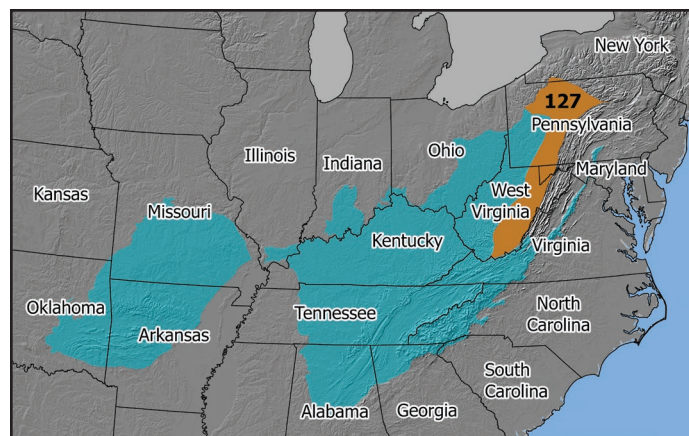 New York
127
Pennsylvania
Illinois
Indiana
Ohio
Maryland
Kansas
Missouri
West
Virginia
Kentucky
Virginia
Oklahoma
Arkansas
Tennessee
North
Carolina
South
Carolina
Alabama
Georgia